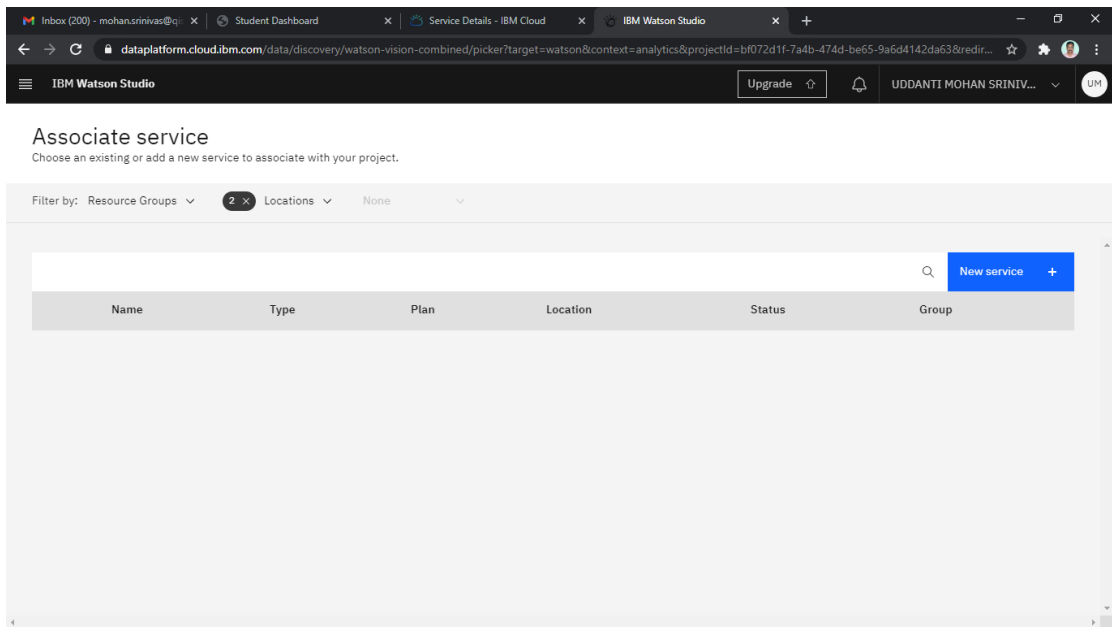 Inbox (200) - mohan.srinivas@qi
Student Dashboard
Service Details - IBM Cloud
IBM Watson Studio
dataplatform.cloud.ibm.com/data/discovery/watson-vision-combined/picker?target=watson&context=analytics&projectId=bf072d1f-7a4b-474d-be65-9a6d4142da63&redir...
IBM Watson Studio
Upgrade
UDDANTI MOHAN SRINIV...
UM
Associate service
Choose an existing or add a new service to associate with your project.
Filter by: Resource Groups 2 × Locations None
New service +
Name Type Plan Location Status Group